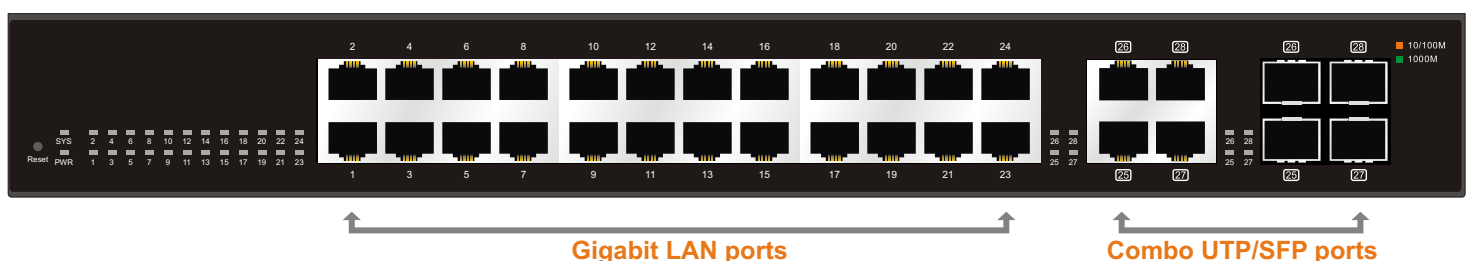 2 4 6 8 10 12 14 16 18 20 22 24 26 28 26 28 10/100M
1000M
SYS 2 4 6 8 10 12 14 16 18 20 22 24 26 28 26 28
Reset PWR 1 3 5 7 9 11 13 15 17 19 21 23 25 27 25 27
1 3 5 7 9 11 13 15 17 19 21 23 25 27 25 27
Gigabit LAN ports Combo UTP/SFP ports